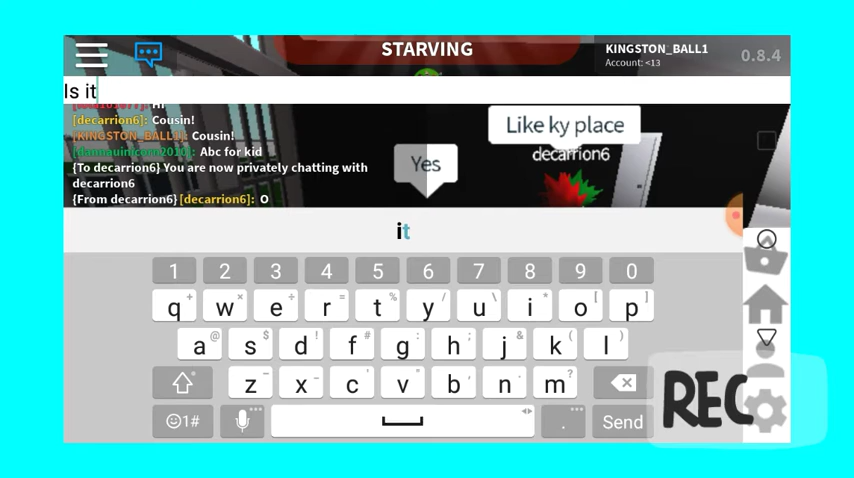 STARVING
KINGSTON_BALL1
Account: <13
0.8.4
Is it
Hi
[decarrion6]: Cousin!
[KINGSTON_BALL1]: Cousin!
Abc for kid
{To decarrion6} You are now privately chatting with
decarrion6
{From decarrion6} [decarrion6]: O
Yes
Like ky place
decarrion6
it
1 2 3 4 5 6 7 8 9 0
q w e r t y u i o p
a s d f g h j k l
z x c v b n m
!#1
Send
REC